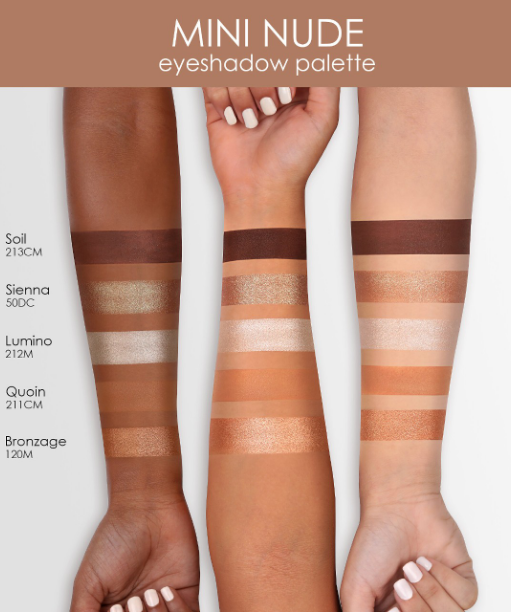 MINI NUDE
eyeshadow palette
Soil
213CM
Sienna
50DC
Lumino
212M
Quoin
211CM
Bronzage
120M